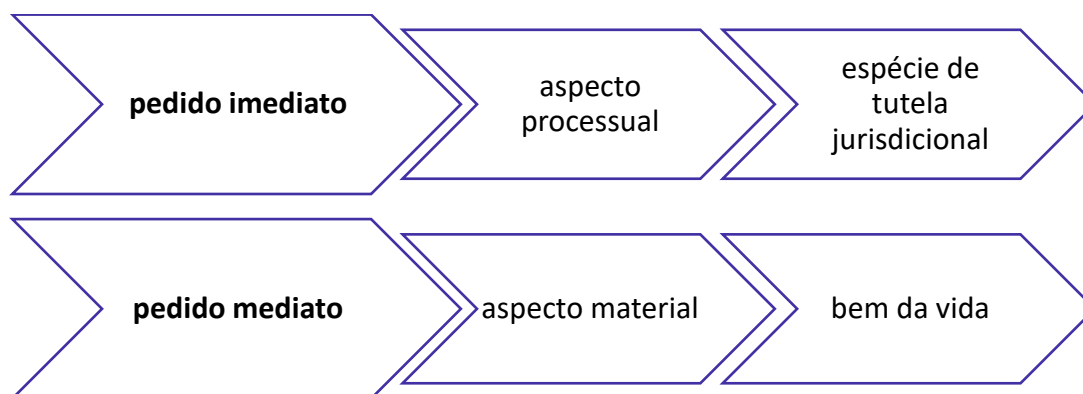 pedido imediato
aspecto
processual
espécie de
tutela
jurisdicional
pedido mediato
aspecto material
bem da vida